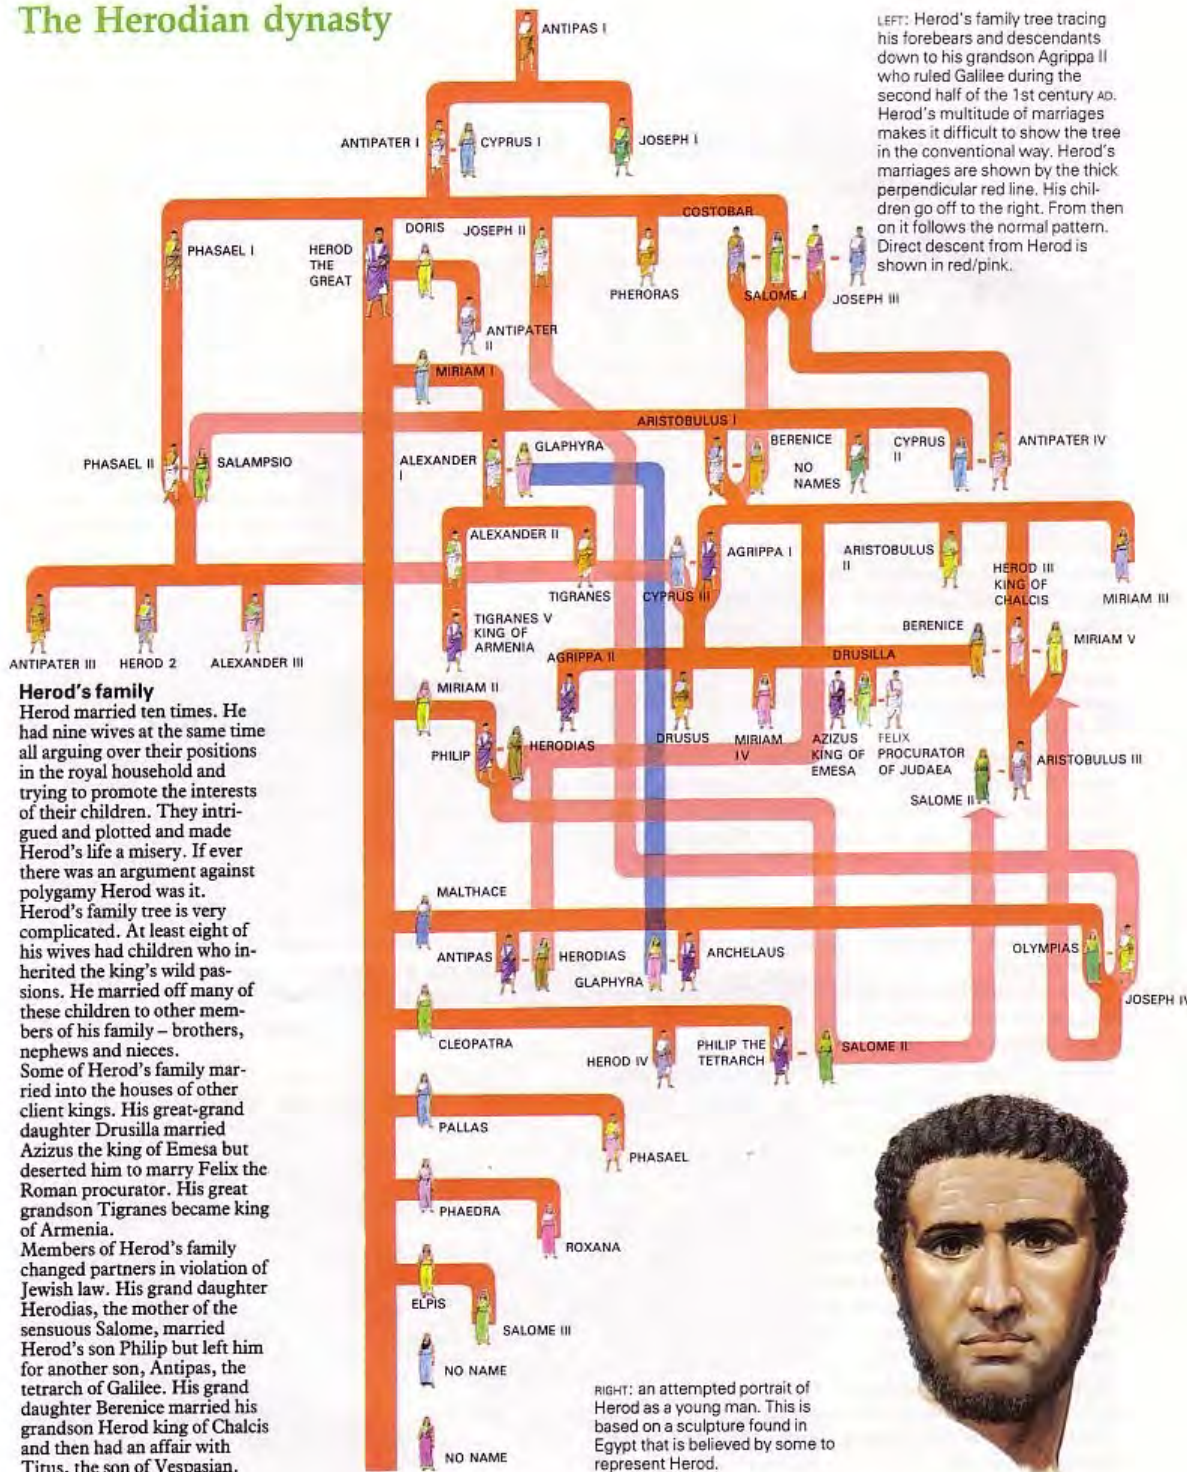 The Herodian dynasty
LEFT: Herod's family tree tracing
his forebears and descendants
down to his grandson Agrippa II
who ruled Galilee during the
second half of the 1st century AD.
Herod's multitude of marriages
makes it difficult to show the tree
in the conventional way. Herod's
marriages are shown by the thick
perpendicular red line. His chil-
dren go off to the right. From then
on it follows the normal pattern.
Direct descent from Herod is
shown in red/pink.
ANTIPAS I
ANTIPATER I
CYPRUS I
JOSEPH I
PHASAEL I
HEROD
THE
GREAT
DORIS
JOSEPH II
PHERORAS
COSTOBAR
SALOME I
JOSEPH III
ANTIPATER
II
MIRIAM I
PHASAEL II
SALAMPSIO
ALEXANDER
I
GLAPHYRA
ARISTOBULUS I
BERENICE
NO
NAMES
CYPRUS
II
ANTIPATER IV
ALEXANDER II
TIGRANES
CYPRUS III
AGRIPPA I
ARISTOBULUS
II
HEROD III
KING OF
CHALCIS
MIRIAM III
ANTIPATER III
HEROD 2
ALEXANDER III
TIGRANES V
KING OF
ARMENIA
BERENICE
MIRIAM V
AGRIPPA II
DRUSILLA
DRUSUS
MIRIAM
IV
AZIZUS
KING OF
EMESA
FELIX
PROCURATOR
OF JUDAEA
SALOME II
ARISTOBULUS III
MIRIAM II
PHILIP
HERODIAS
MALTHACE
ANTIPAS
HERODIAS
GLAPHYRA
ARCHELAUS
OLYMPIAS
JOSEPH IV
CLEOPATRA
HEROD IV
PHILIP THE
TETRARCH
SALOME II
PALLAS
PHASAEL
PHAEDRA
ROXANA
ELPIS
SALOME III
NO NAME
NO NAME
Herod's family
Herod married ten times. He
had nine wives at the same time
all arguing over their positions
in the royal household and
trying to promote the interests
of their children. They intri-
gued and plotted and made
Herod's life a misery. If ever
there was an argument against
polygamy Herod was it.
Herod's family tree is very
complicated. At least eight of
his wives had children who in-
herited the king's wild pas-
sions. He married off many of
these children to other mem-
bers of his family – brothers,
nephews and nieces.
Some of Herod's family mar-
ried into the houses of other
client kings. His great-grand
daughter Drusilla married
Azizus the king of Emesa but
deserted him to marry Felix the
Roman procurator. His great
grandson Tigranes became king
of Armenia.
Members of Herod's family
changed partners in violation of
Jewish law. His grand daughter
Herodias, the mother of the
sensuous Salome, married
Herod's son Philip but left him
for another son, Antipas, the
tetrarch of Galilee. His grand
daughter Berenice married his
grandson Herod king of Chalcis
and then had an affair with
Titus, the son of Vespasian.
RIGHT: an attempted portrait of
Herod as a young man. This is
based on a sculpture found in
Egypt that is believed by some to
represent Herod.